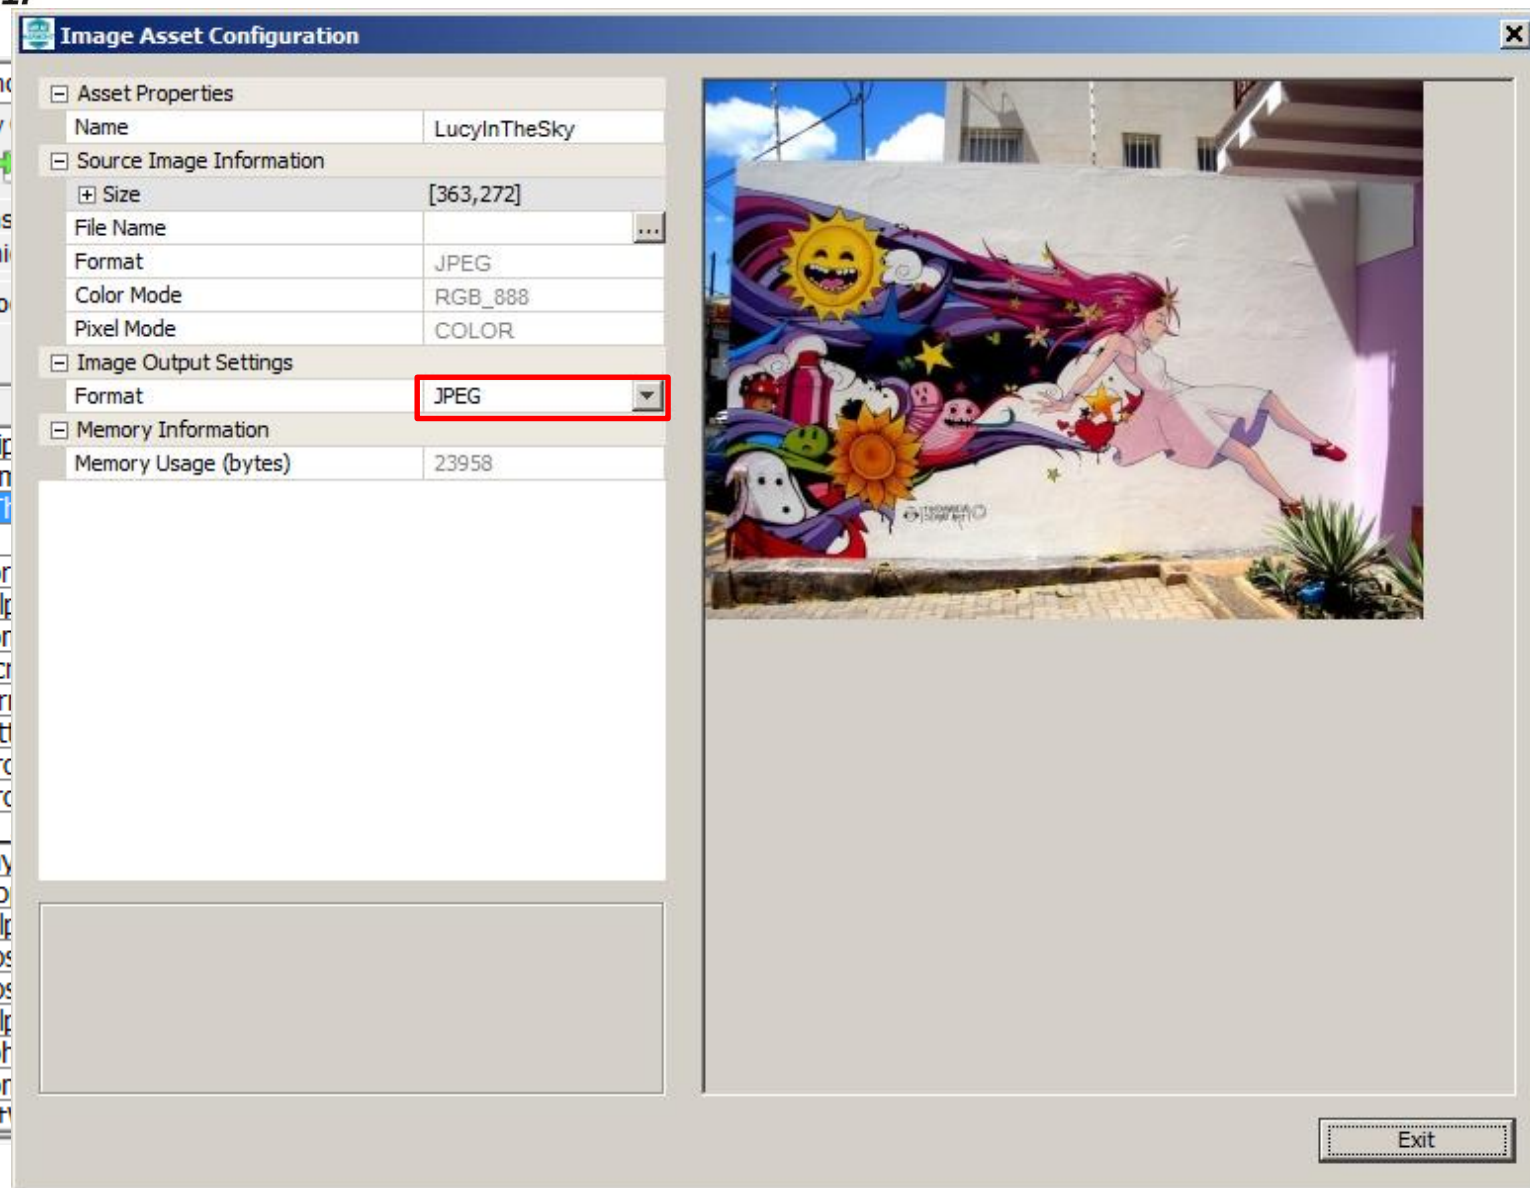 Image Asset Configuration
Asset Properties
Name LucyInTheSky
Source Image Information
Size [363,272]
File Name ...
Format JPEG
Color Mode RGB_888
Pixel Mode COLOR
Image Output Settings
Format JPEG
Memory Information
Memory Usage (bytes) 23958
Exit